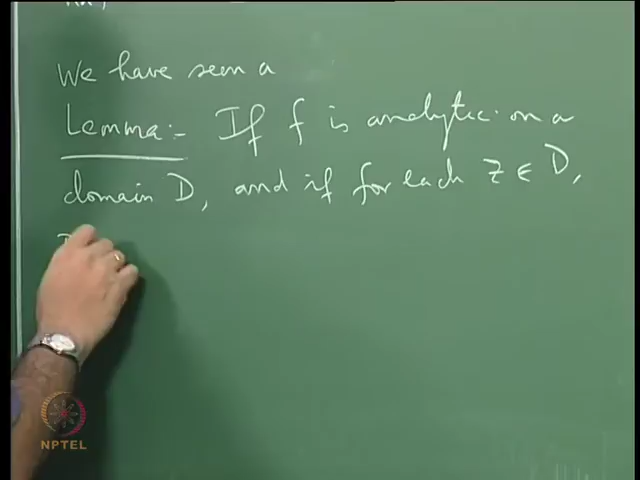 We have seen a
Lemma:- If f is analytic on a
domain D, and if for each z ∈ D,
NPTEL